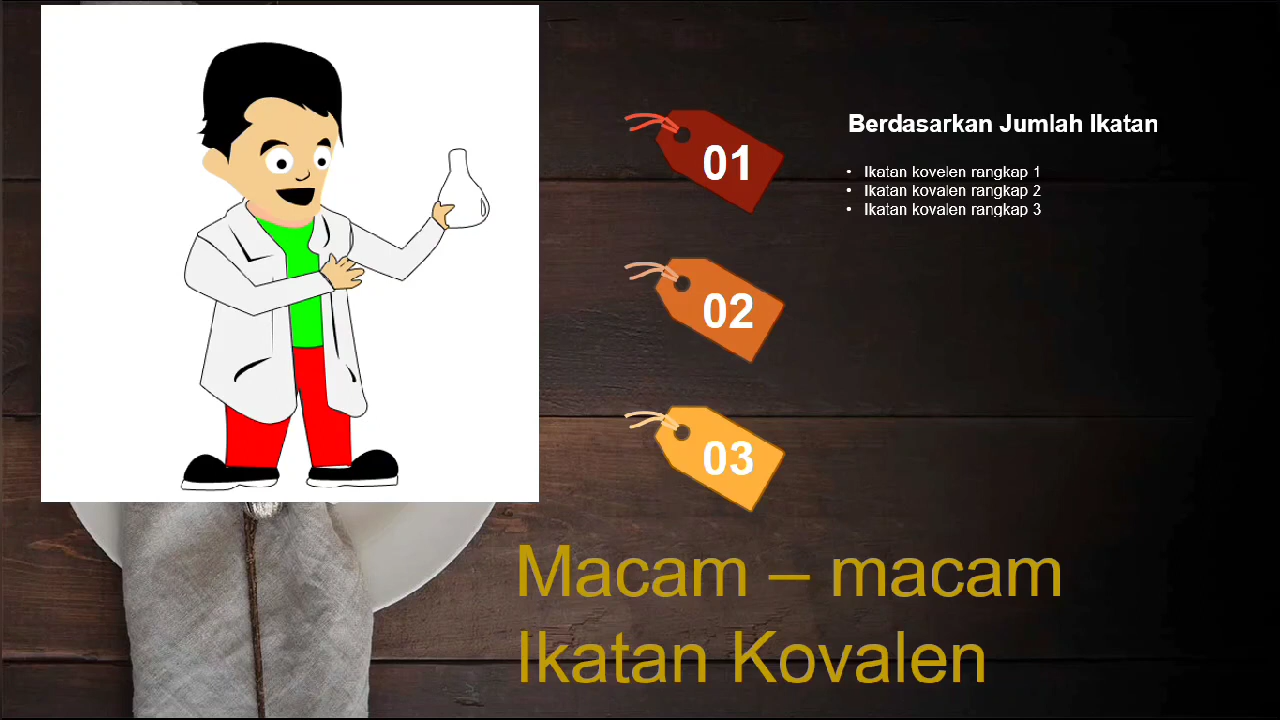 01
Berdasarkan Jumlah Ikatan
• Ikatan kovelen rangkap 1
• Ikatan kovalen rangkap 2
• Ikatan kovalen rangkap 3
02
03
Macam – macam
Ikatan Kovalen